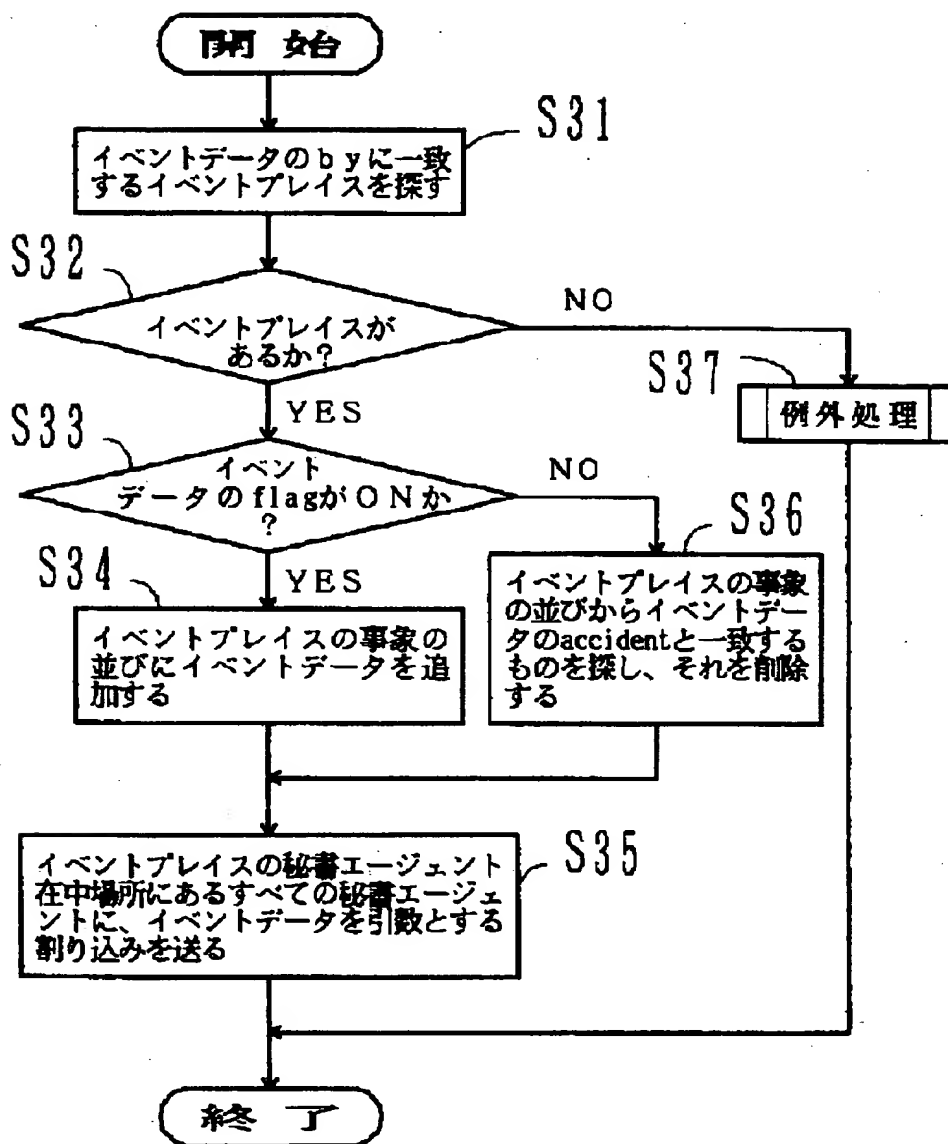 開始
S31
イベントデータのbyに一致
するイベントプレイスを探す
S32
イベントプレイスが
あるか?
NO
YES
S37
例外処理
S33
イベント
データのflagがONか
?
NO
YES
S34
イベントプレイスの事象の
並びにイベントデータを追
加する
S36
イベントプレイスの事象
の並びからイベントデー
タのaccidentと一致する
ものを探し、それを削除
する
S35
イベントプレイスの秘書エージェント
在中場所にあるすべての秘書エージェ
ントに、イベントデータを引数とする
割り込みを送る
終了